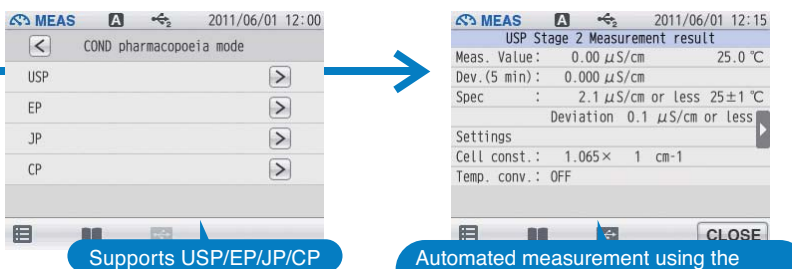 MEAS A 2 2011/06/01 12:00
< COND pharmacopoeia mode
USP >
EP >
JP >
CP >
Supports USP/EP/JP/CP
MEAS A 2 2011/06/01 12:15
USP Stage 2 Measurement result
Meas. Value: 0.00 μS/cm 25.0 ℃
Dev.(5 min): 0.000 μS/cm
Spec : 2.1 μS/cm or less 25±1 ℃
Deviation 0.1 μS/cm or less
Settings
Cell const.: 1.065× 1 cm-1
Temp. conv.: OFF
CLOSE
Automated measurement using the